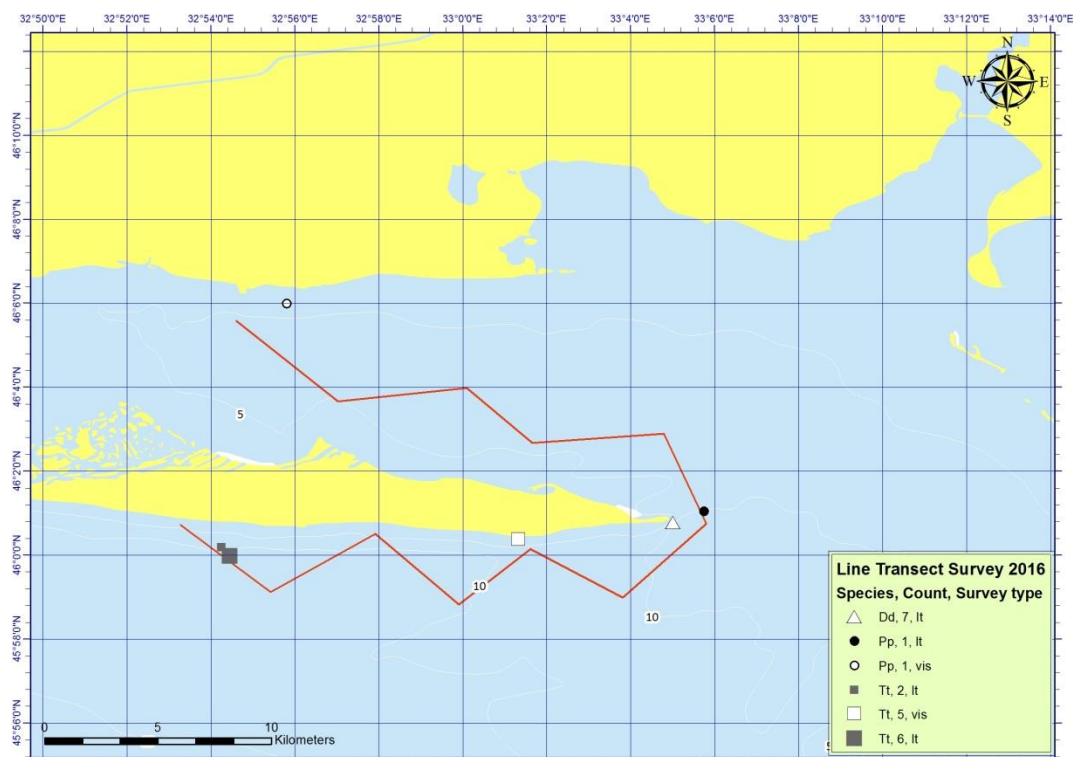 32°50'0"E 32°52'0"E 32°54'0"E 32°56'0"E 32°58'0"E 33°0'0"E 33°2'0"E 33°4'0"E 33°6'0"E 33°8'0"E 33°10'0"E 33°12'0"E 33°14'0"E
N
W E
S
46°10'0"N
46°8'0"N
46°6'0"N
46°4'0"N
5
46°2'0"N
46°0'0"N
10
10
45°58'0"N
45°56'0"N
Line Transect Survey 2016
Species, Count, Survey type
Dd, 7, lt
Pp, 1, lt
Pp, 1, vis
Tt, 2, lt
Tt, 5, vis
Tt, 6, lt
0 5 10
Kilometers